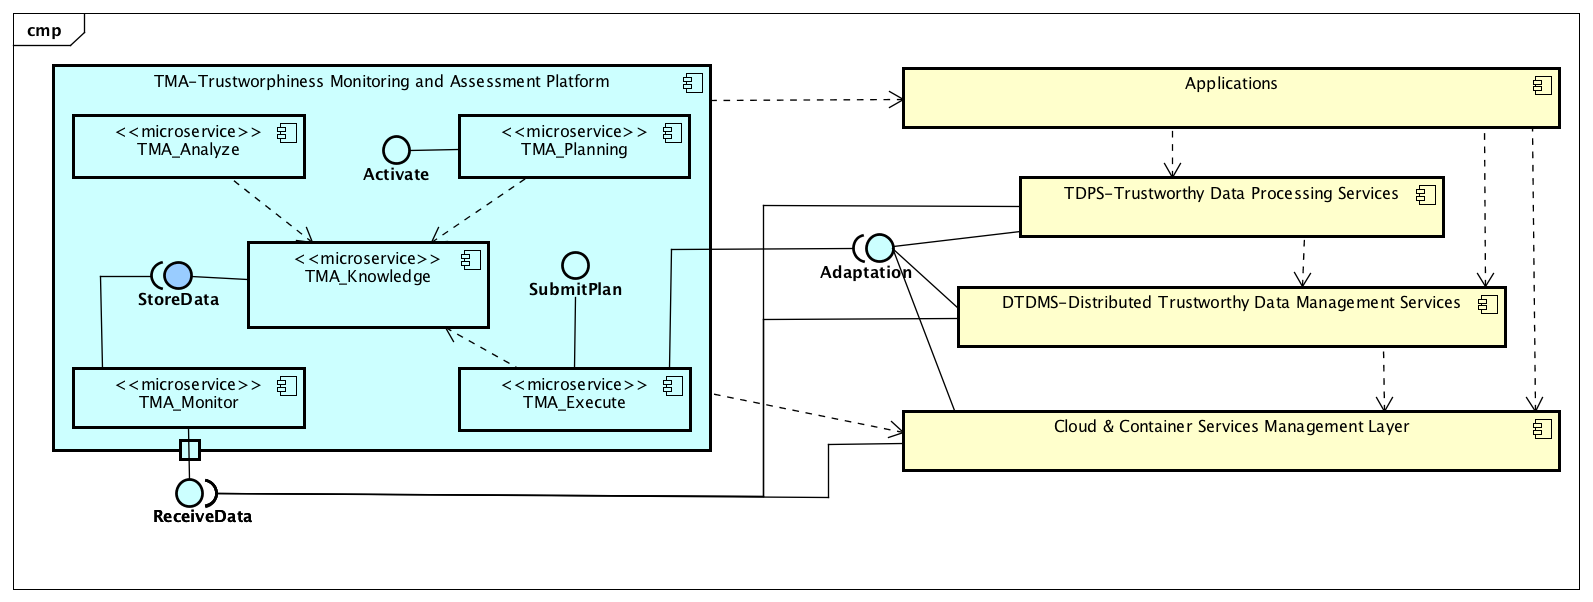 cmp
TMA-Trustworphiness Monitoring and Assessment Platform
<<microservice>>
TMA_Analyze
Activate
<<microservice>>
TMA_Planning
<<microservice>>
TMA_Knowledge
StoreData
SubmitPlan
<<microservice>>
TMA_Monitor
<<microservice>>
TMA_Execute
ReceiveData
Adaptation
Applications
TDPS-Trustworthy Data Processing Services
DTDMS-Distributed Trustworthy Data Management Services
Cloud & Container Services Management Layer